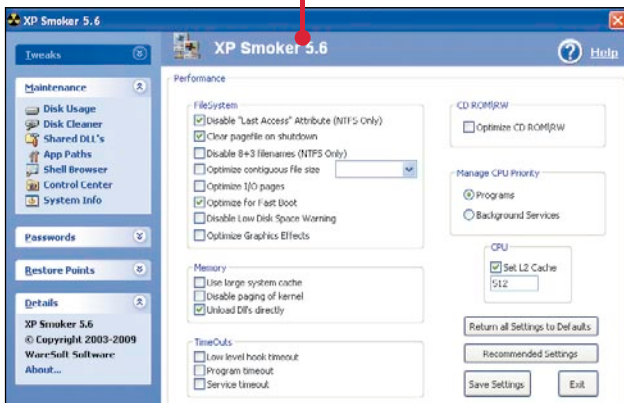 XP Smoker 5.6
Tweaks
Maintenance
Disk Usage
Disk Cleaner
Shared DLL's
App Paths
Shell Browser
Control Center
System Info
Passwords
Restore Points
Details
XP Smoker 5.6
© Copyright 2003-2009
WareSoft Software
About...
XP Smoker 5.6
Help
Performance
FileSystem
Disable "Last Access" Attribute (NTFS Only)
Clear pagefile on shutdown
Disable 8+3 filenames (NTFS Only)
Optimize contiguous file size
Optimize I/O pages
Optimize for Fast Boot
Disable Low Disk Space Warning
Optimize Graphics Effects
Memory
Use large system cache
Disable paging of kernel
Unload Dlls directly
TimeOuts
Low level hook timeout
Program timeout
Service timeout
CD ROM\RW
Optimize CD ROM\RW
Manage CPU Priority
Programs
Background Services
CPU
Set L2 Cache
512
Return all Settings to Defaults
Recommended Settings
Save Settings
Exit